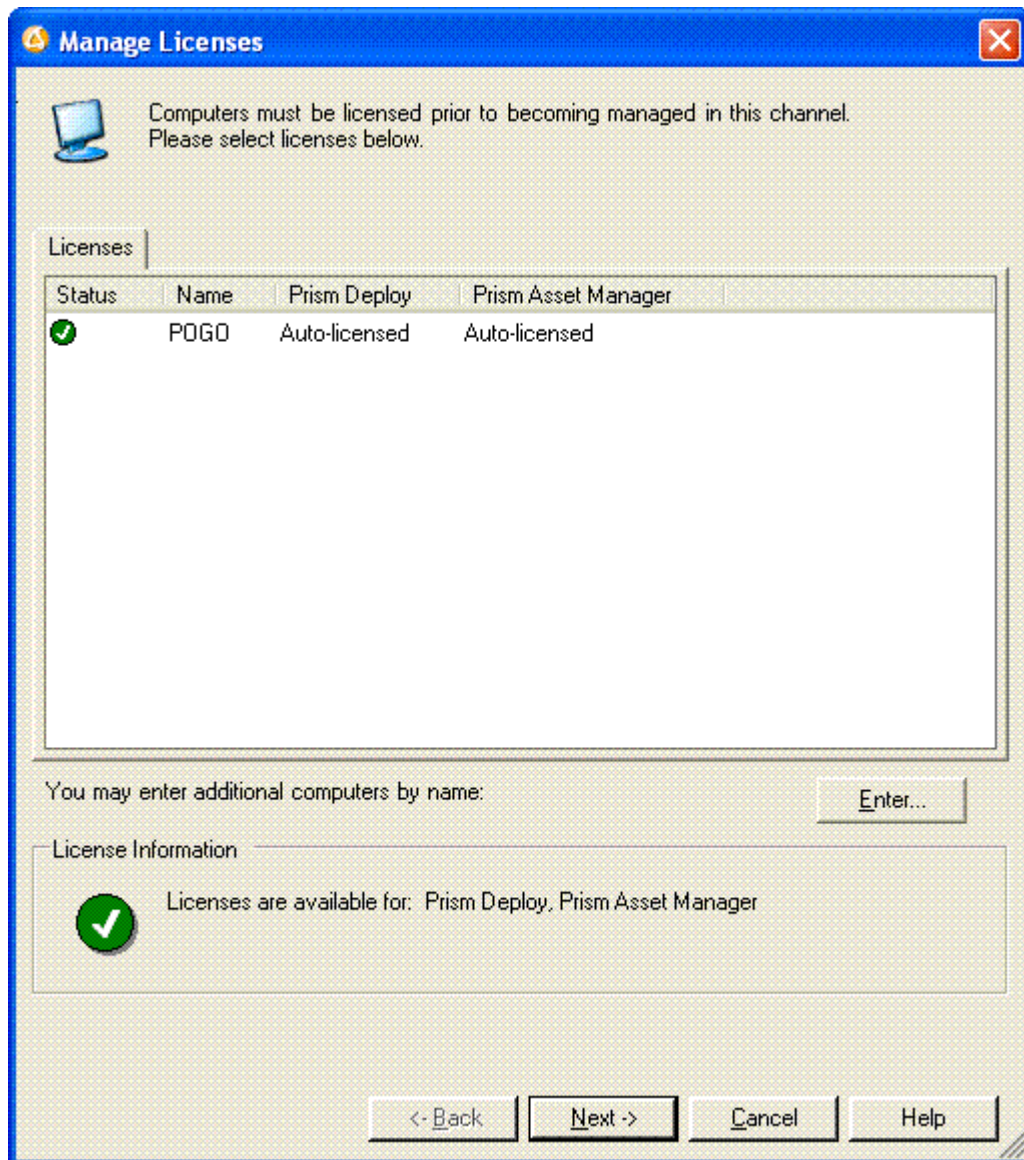 Manage Licenses
Computers must be licensed prior to becoming managed in this channel.
Please select licenses below.
Licenses
Status Name Prism Deploy Prism Asset Manager
POGO Auto-licensed Auto-licensed
You may enter additional computers by name:
Enter...
License Information
Licenses are available for: Prism Deploy, Prism Asset Manager
<- Back Next -> Cancel Help